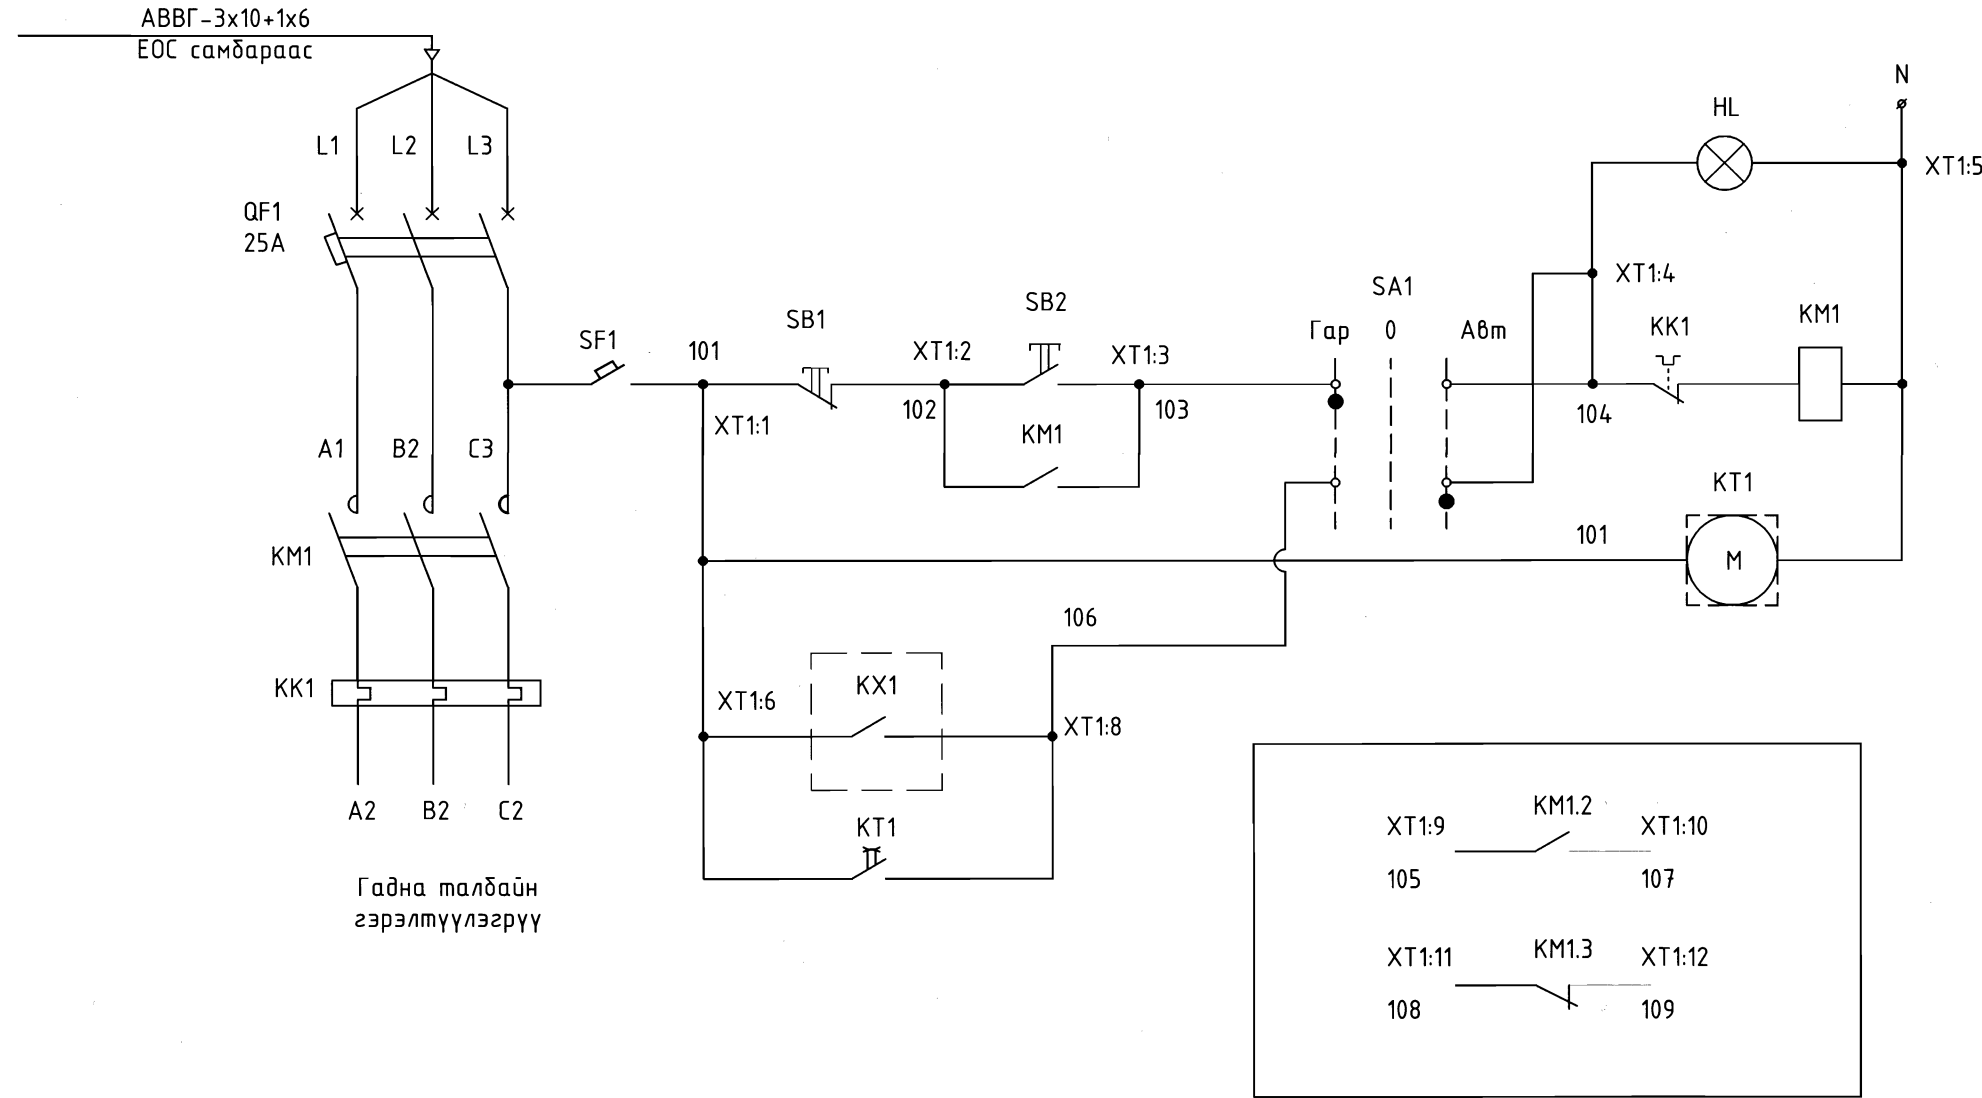 АВВГ-3х10+1х6
ЕОС самбараас
L1
L2
L3
QF1
25A
A1
B2
C3
KM1
KK1
A2
B2
C2
Гадна талбайн
гэрэлтүүлэгрүү
SF1
101
XT1:1
SB1
XT1:2
102
SB2
XT1:3
103
KM1
SA1
Гар
0
Авт
N
HL
XT1:5
XT1:4
KK1
KM1
104
KT1
101
M
106
XT1:6
KX1
XT1:8
KT1
XT1:9
KM1.2
XT1:10
105
107
XT1:11
KM1.3
XT1:12
108
109